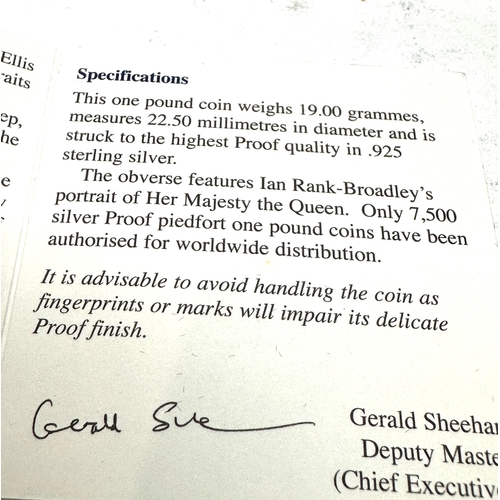 Ellis
aits
ep,
he
e
Specifications
This one pound coin weighs 19.00 grammes,
measures 22.50 millimetres in diameter and is
struck to the highest Proof quality in .925
sterling silver.
The obverse features Ian Rank-Broadley's
portrait of Her Majesty the Queen. Only 7,500
silver Proof piedfort one pound coins have been
authorised for worldwide distribution.
It is advisable to avoid handling the coin as
fingerprints or marks will impair its delicate
Proof finish.
Gerald
Gerald Sheehan
Deputy Maste
(Chief Executiv